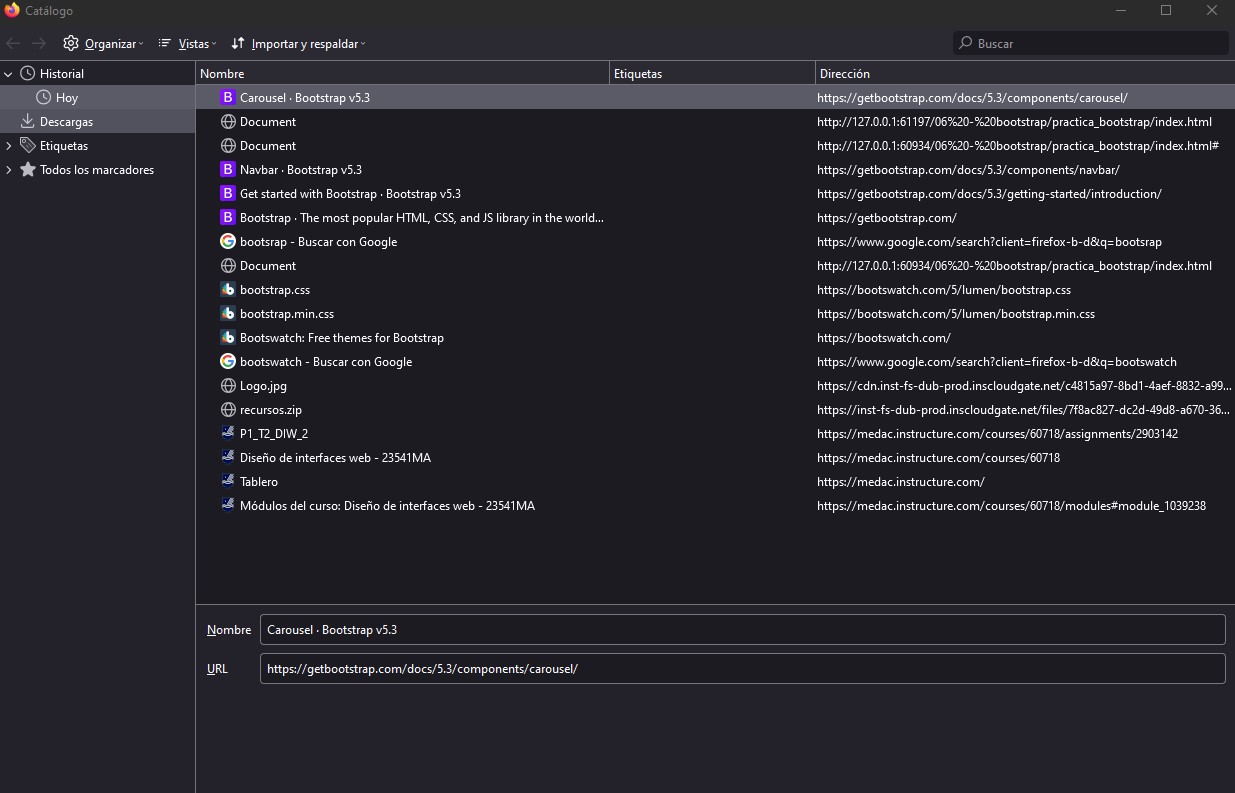 Catálogo
Organizar Vistas Importar y respaldar Buscar
Historial
Hoy
Descargas
Etiquetas
Todos los marcadores
Nombre Etiquetas Dirección
Carousel · Bootstrap v5.3 https://getbootstrap.com/docs/5.3/components/carousel/
Document http://127.0.0.1:61197/06%20-%20bootstrap/practica_bootstrap/index.html
Document http://127.0.0.1:60934/06%20-%20bootstrap/practica_bootstrap/index.html#
Navbar · Bootstrap v5.3 https://getbootstrap.com/docs/5.3/components/navbar/
Get started with Bootstrap · Bootstrap v5.3 https://getbootstrap.com/docs/5.3/getting-started/introduction/
Bootstrap · The most popular HTML, CSS, and JS library in the world... https://getbootstrap.com/
bootsrap - Buscar con Google https://www.google.com/search?client=firefox-b-d&q=bootsrap
Document http://127.0.0.1:60934/06%20-%20bootstrap/practica_bootstrap/index.html
bootstrap.css https://bootswatch.com/5/lumen/bootstrap.css
bootstrap.min.css https://bootswatch.com/5/lumen/bootstrap.min.css
Bootswatch: Free themes for Bootstrap https://bootswatch.com/
bootswatch - Buscar con Google https://www.google.com/search?client=firefox-b-d&q=bootswatch
Logo.jpg https://cdn.inst-fs-dub-prod.inscloudgate.net/c4815a97-8bd1-4aef-8832-a99...
recursos.zip https://inst-fs-dub-prod.inscloudgate.net/files/7f8ac827-dc2d-49d8-a670-36...
P1_T2_DIW_2 https://medac.instructure.com/courses/60718/assignments/2903142
Diseño de interfaces web - 23541MA https://medac.instructure.com/courses/60718
Tablero https://medac.instructure.com/
Módulos del curso: Diseño de interfaces web - 23541MA https://medac.instructure.com/courses/60718/modules#module_1039238
Nombre Carousel · Bootstrap v5.3
URL https://getbootstrap.com/docs/5.3/components/carousel/